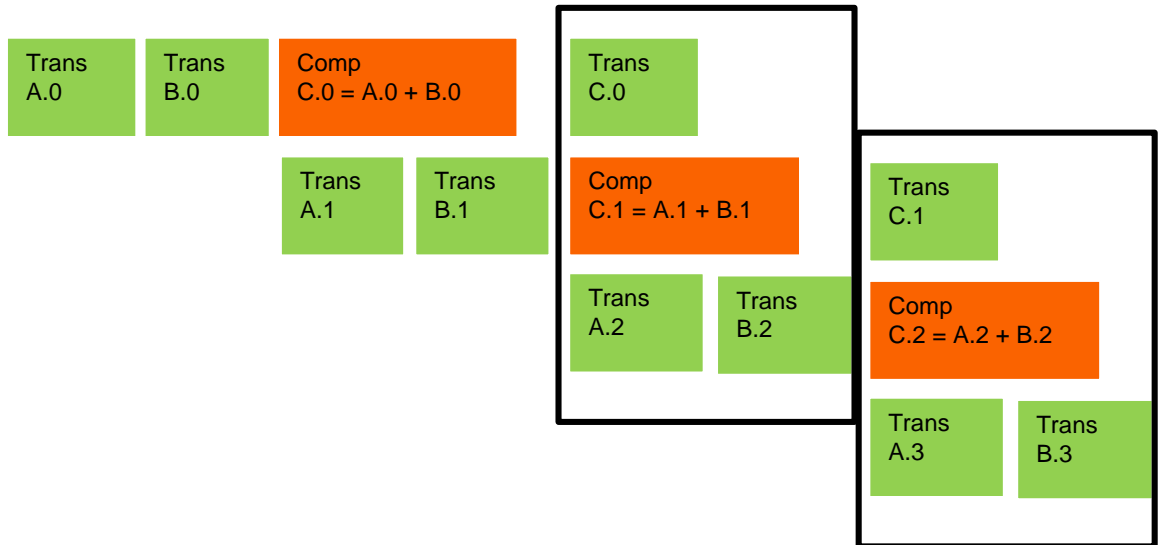 Trans
A.0
Trans
B.0
Comp
C.0 = A.0 + B.0
Trans
C.0
Trans
A.1
Trans
B.1
Comp
C.1 = A.1 + B.1
Trans
C.1
Trans
A.2
Trans
B.2
Comp
C.2 = A.2 + B.2
Trans
A.3
Trans
B.3